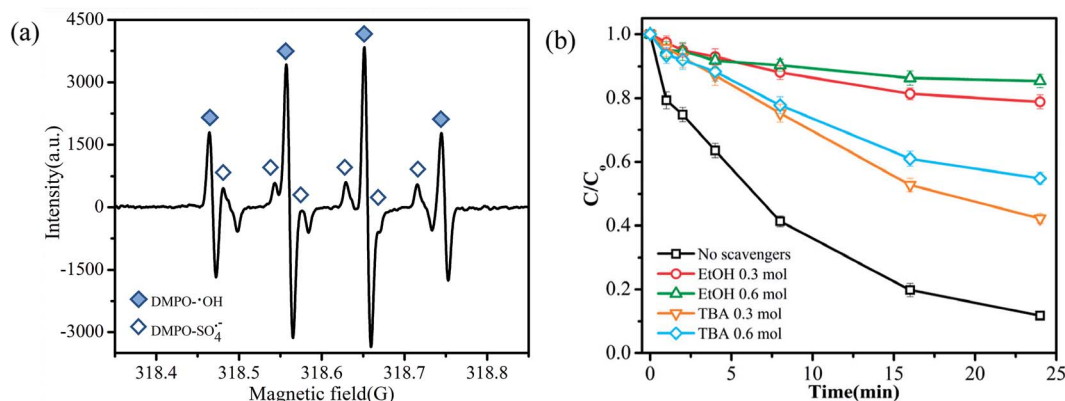 (a)
4500
3000
1500
0
-1500
-3000
Intensity(a.u.)
DMPO-·OH
DMPO-SO₄·⁻
318.4 318.5 318.6 318.7 318.8
Magnetic field(G)
(b)
1.0
0.8
0.6
0.4
0.2
0.0
C/Co
No scavengers
EtOH 0.3 mol
EtOH 0.6 mol
TBA 0.3 mol
TBA 0.6 mol
0 5 10 15 20 25
Time(min)